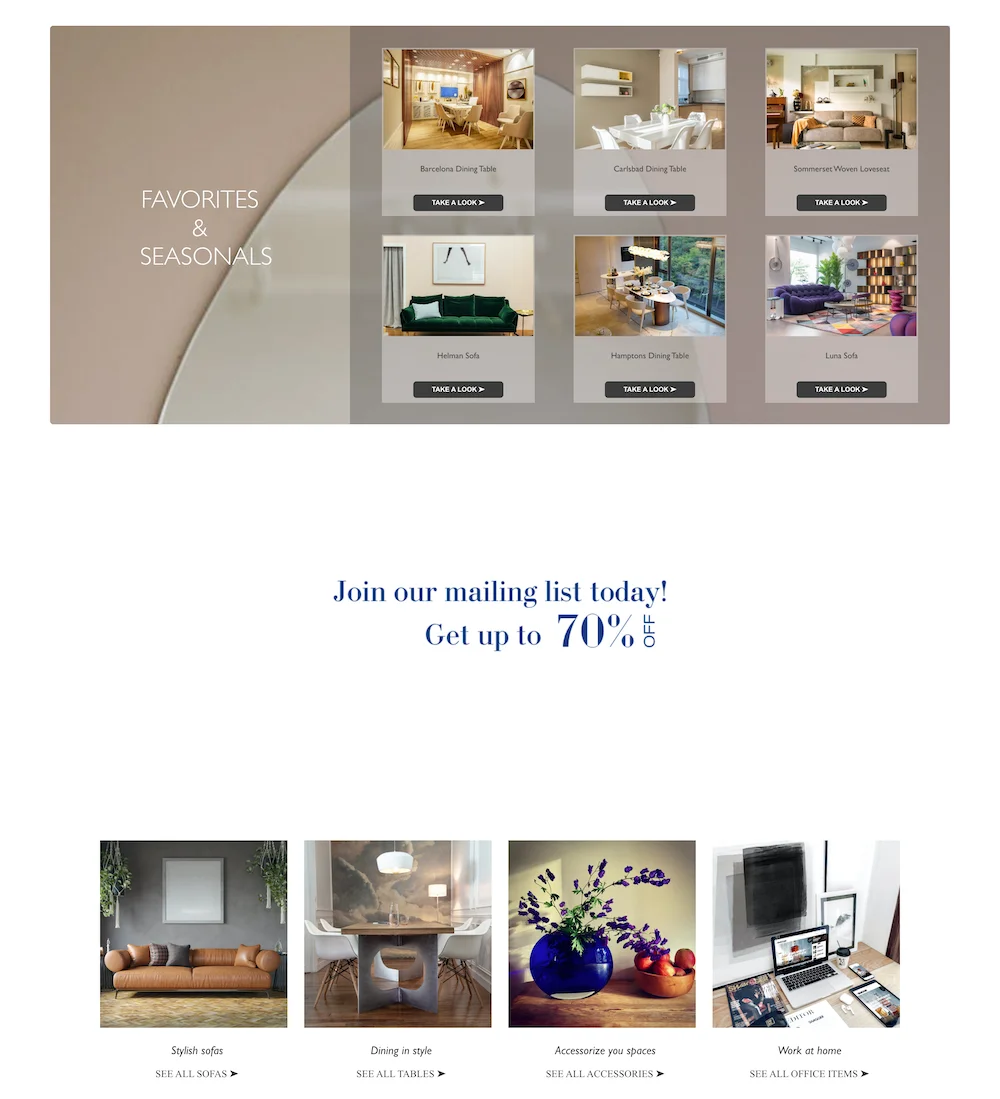 FAVORITES
&
SEASONALS
Barcelona Dining Table
TAKE A LOOK ➤
Carlsbad Dining Table
TAKE A LOOK ➤
Sommerset Woven Loveseat
TAKE A LOOK ➤
Helman Sofa
TAKE A LOOK ➤
Hamptons Dining Table
TAKE A LOOK ➤
Luna Sofa
TAKE A LOOK ➤
Join our mailing list today!
Get up to 70% OFF
Stylish sofas
SEE ALL SOFAS ➤
Dining in style
SEE ALL TABLES ➤
Accessorize you spaces
SEE ALL ACCESSORIES ➤
Work at home
SEE ALL OFFICE ITEMS ➤